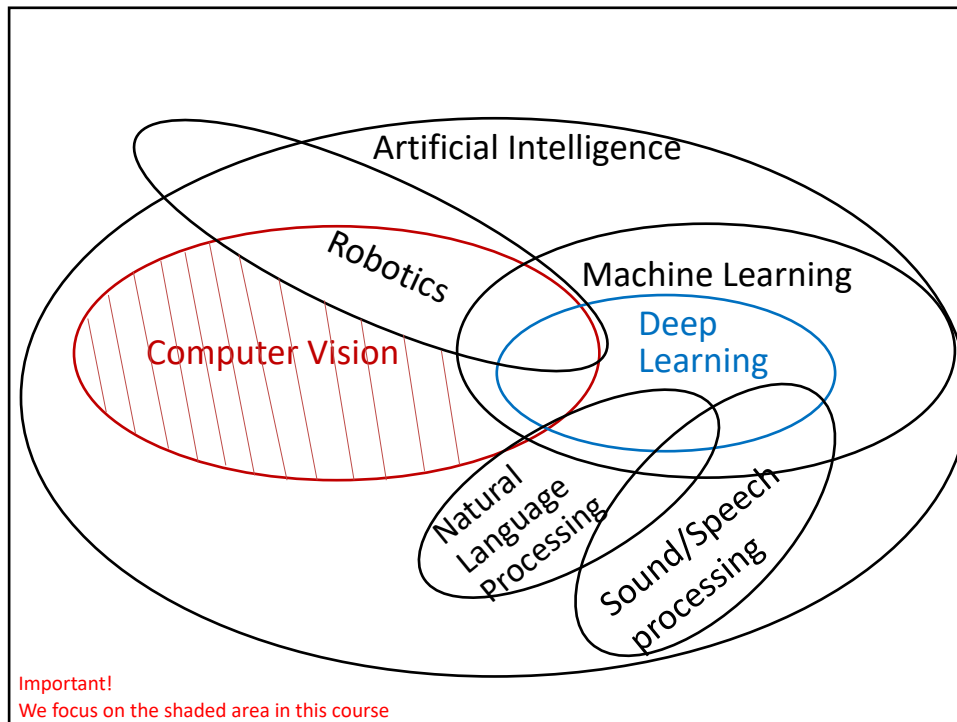 Artificial Intelligence
Robotics
Machine Learning
Deep
Learning
Computer Vision
Natural
Language
Processing
Sound/Speech
processing
Important!
We focus on the shaded area in this course